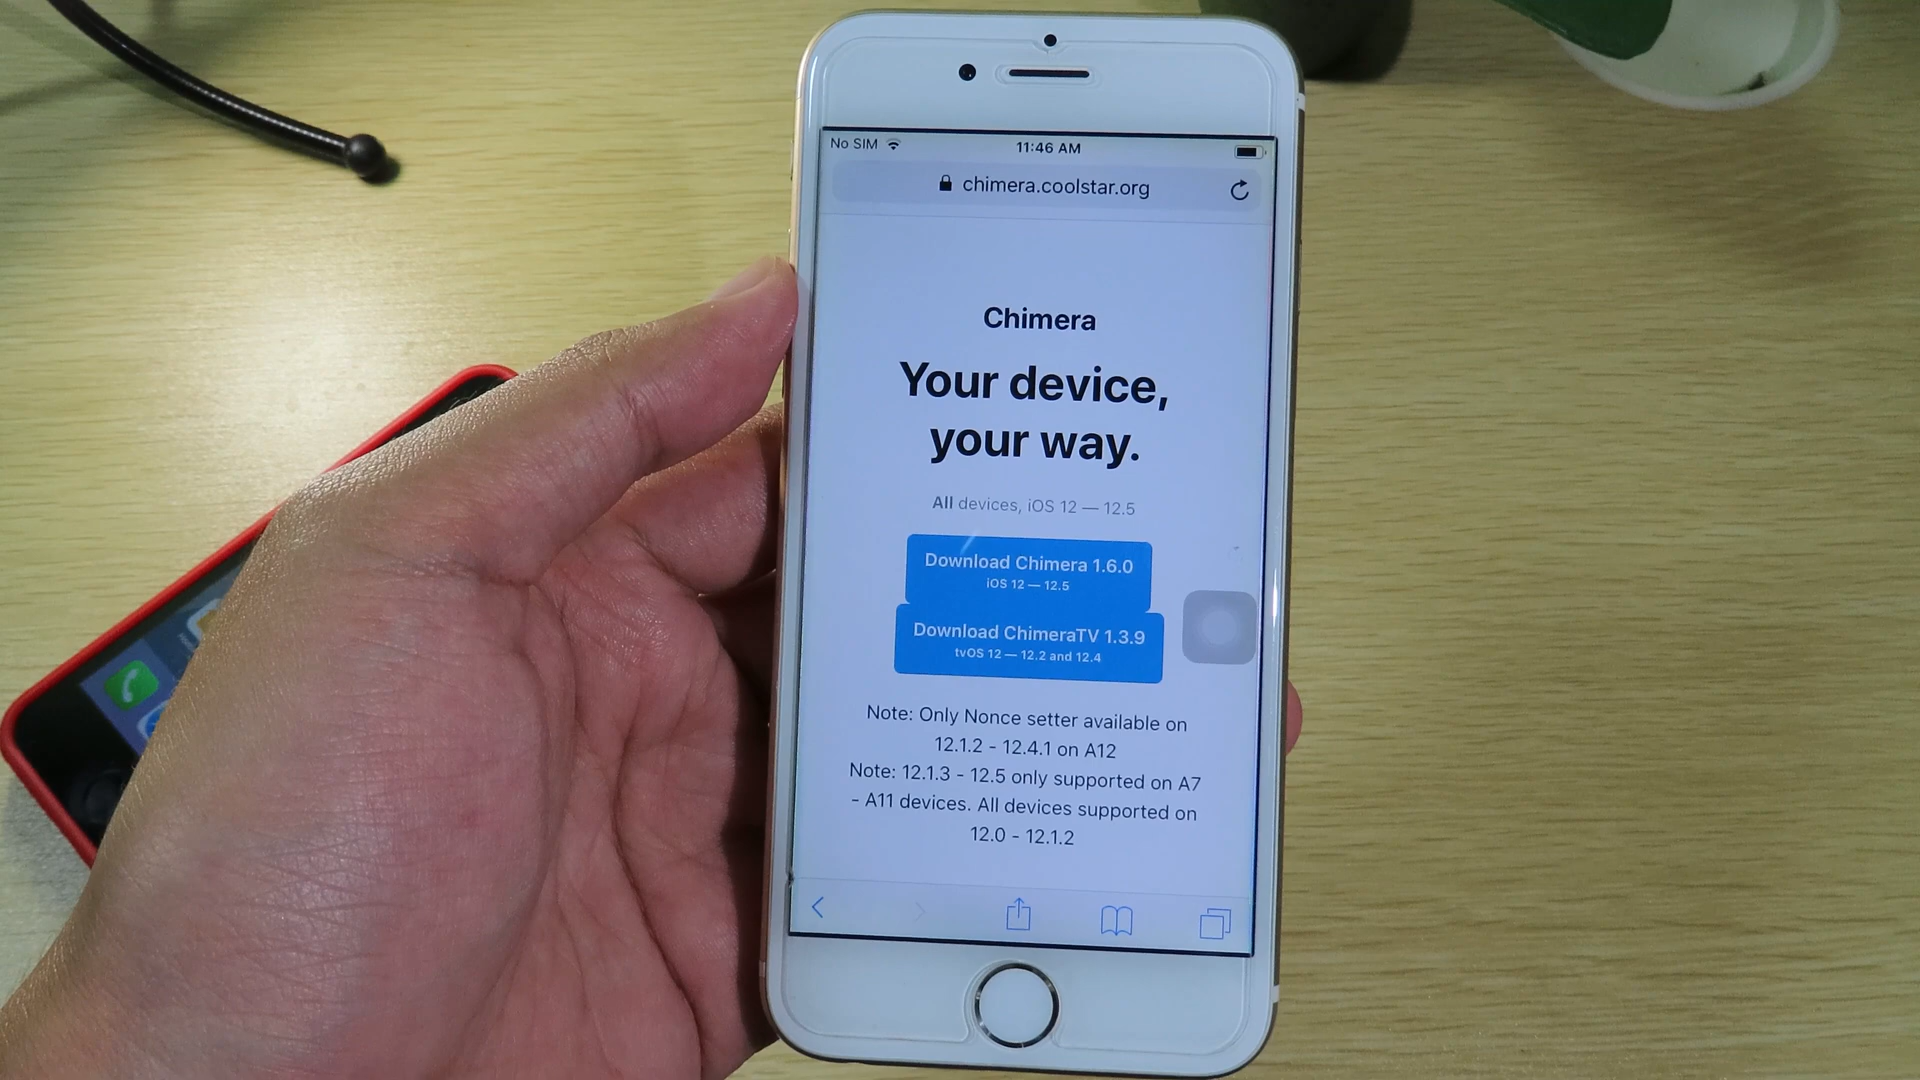 No SIM
11:46 AM
chimera.coolstar.org
Chimera
Your device,
your way.
All devices, iOS 12 — 12.5
Download Chimera 1.6.0
iOS 12 — 12.5
Download ChimeraTV 1.3.9
tvOS 12 — 12.2 and 12.4
Note: Only Nonce setter available on
12.1.2 - 12.4.1 on A12
Note: 12.1.3 - 12.5 only supported on A7
- A11 devices. All devices supported on
12.0 - 12.1.2